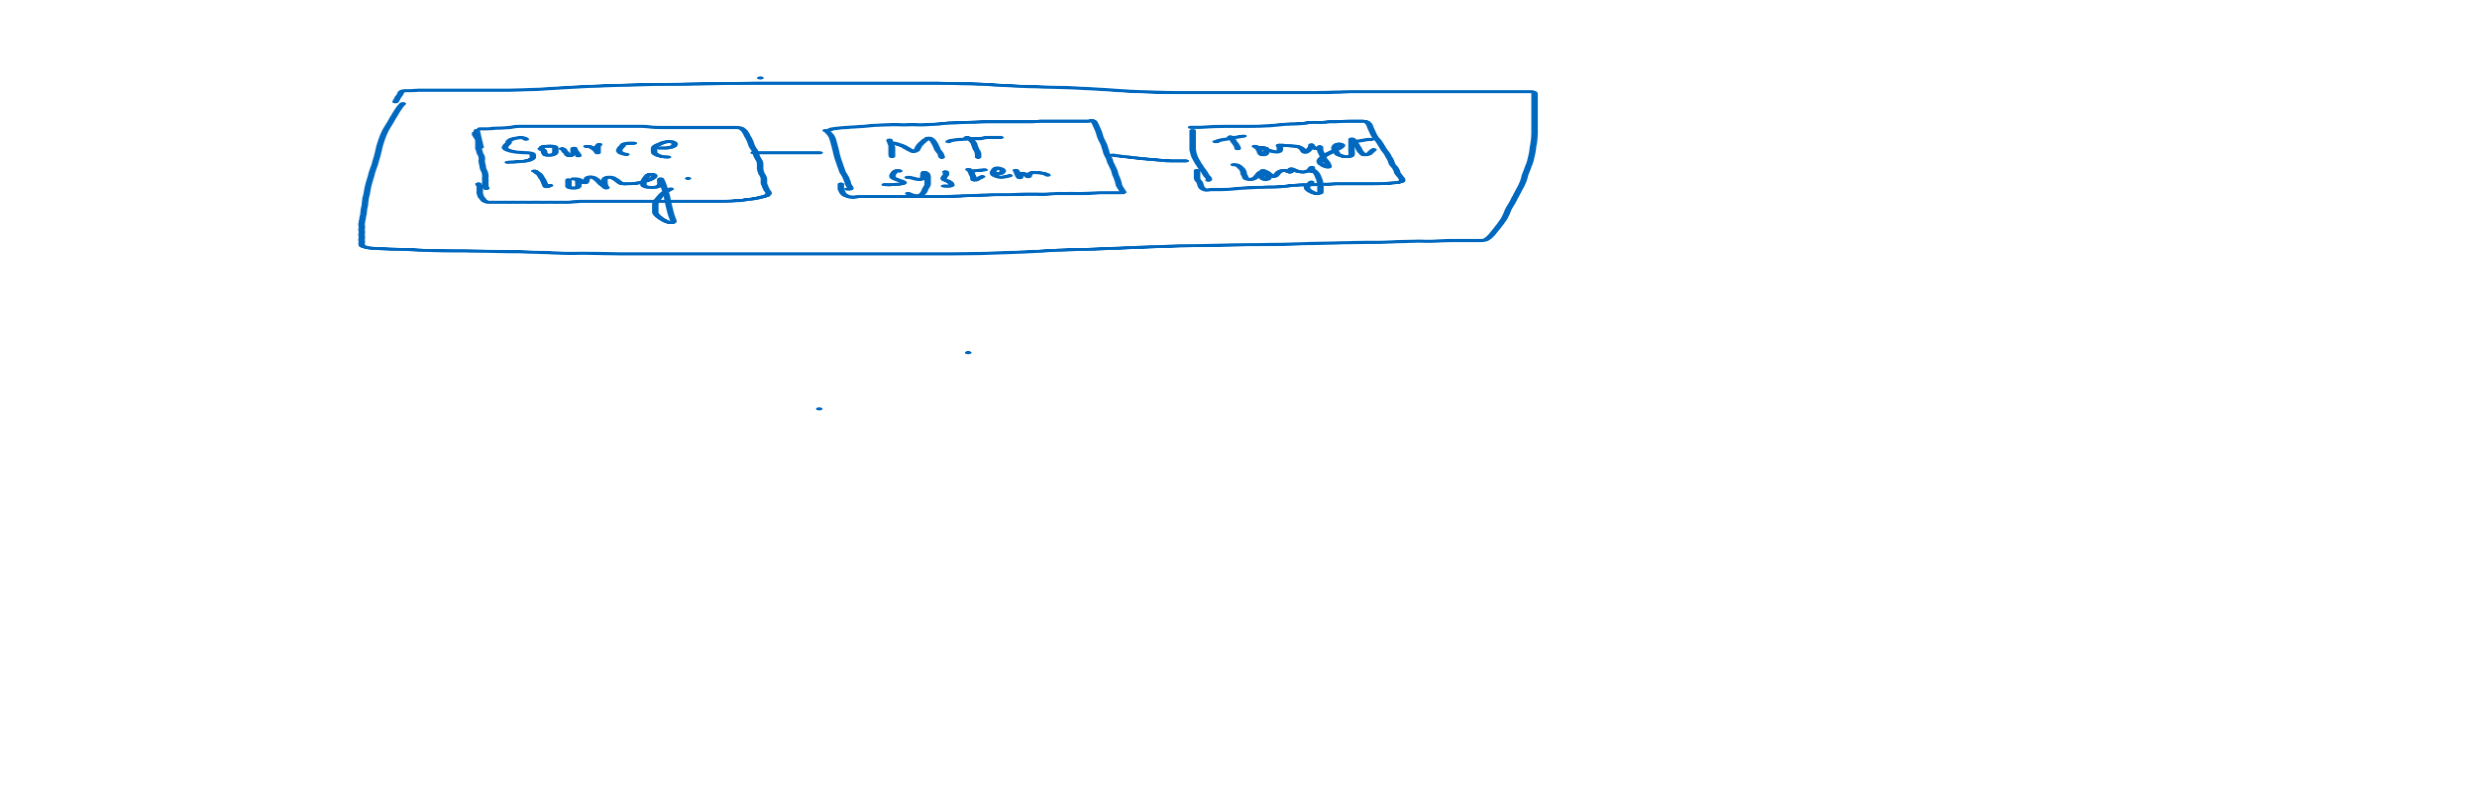 Source
Lang.
MT
System
Target
Lang